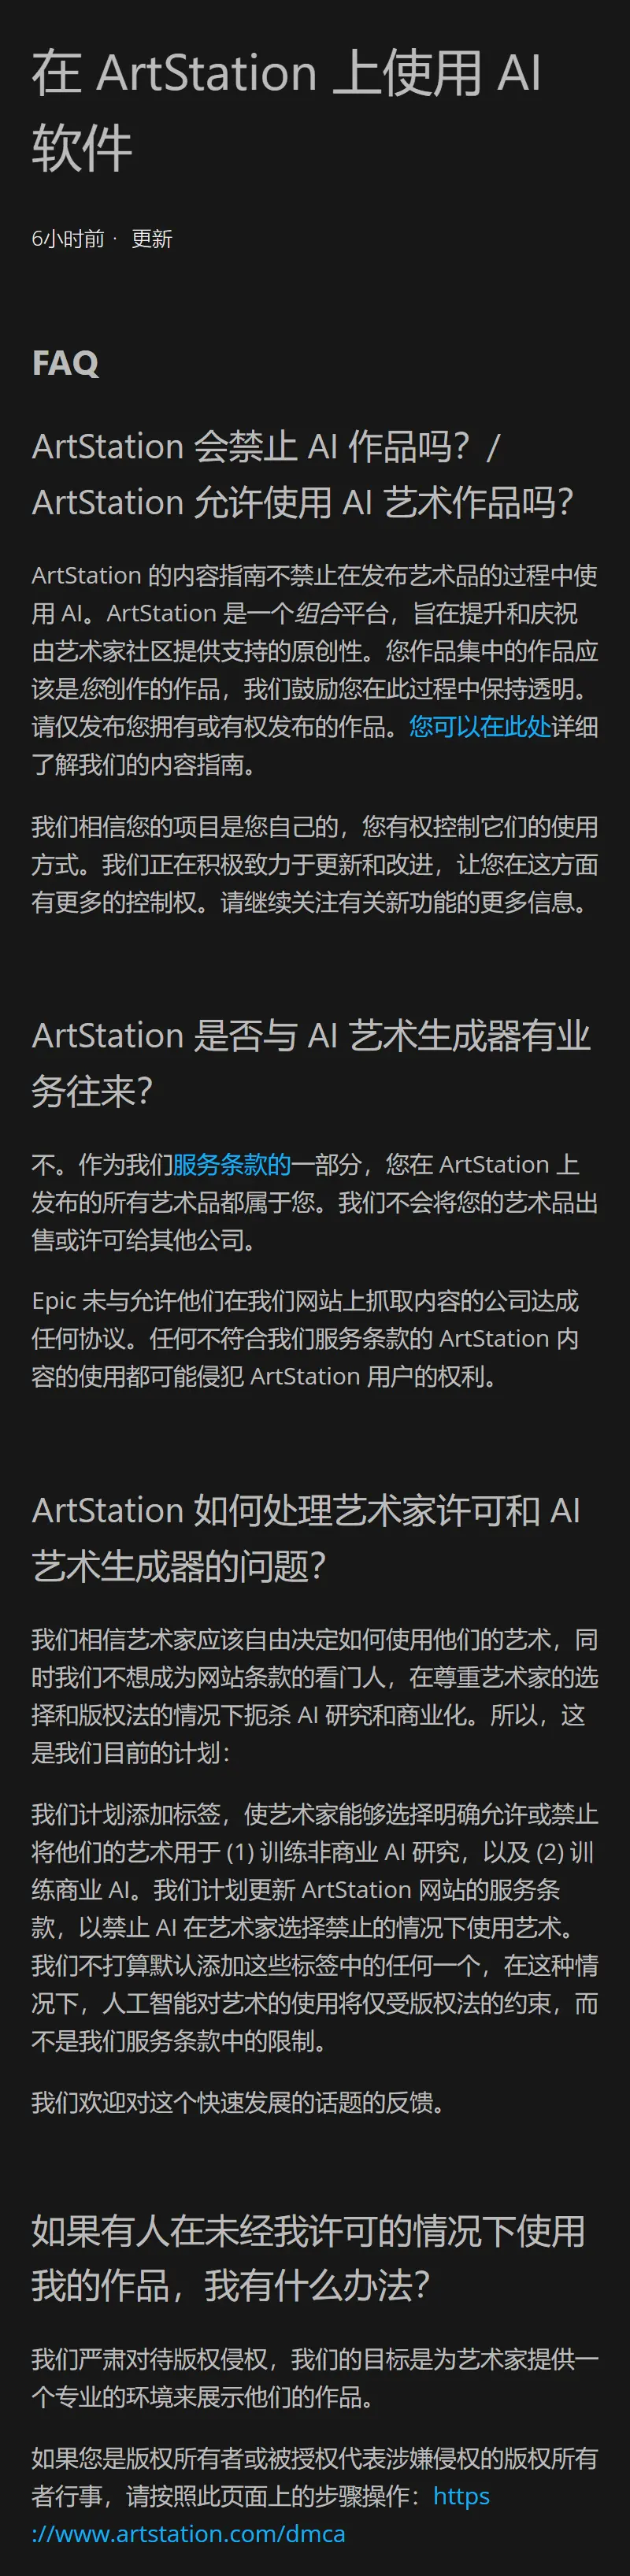 在 ArtStation 上使用 AI
软件
6小时前 · 更新
FAQ
ArtStation 会禁止 AI 作品吗？/
ArtStation 允许使用 AI 艺术作品吗？
ArtStation 的内容指南不禁止在发布艺术品的过程中使
用 AI。ArtStation 是一个组合平台，旨在提升和庆祝
由艺术家社区提供支持的原创性。您作品集中的作品应
该是您创作的作品，我们鼓励您在此过程中保持透明。
请仅发布您拥有或有权发布的作品。您可以在此处详细
了解我们的内容指南。
我们相信您的项目是您自己的，您有权控制它们的使用
方式。我们正在积极致力于更新和改进，让您在这方面
有更多的控制权。请继续关注有关新功能的更多信息。
ArtStation 是否与 AI 艺术生成器有业
务往来？
不。作为我们服务条款的一部分，您在 ArtStation 上
发布的所有艺术品都属于您。我们不会将您的艺术品出
售或许可给其他公司。
Epic 未与允许他们在我们网站上抓取内容的公司达成
任何协议。任何不符合我们服务条款的 ArtStation 内
容的使用都可能侵犯 ArtStation 用户的权利。
ArtStation 如何处理艺术家许可和 AI
艺术生成器的问题？
我们相信艺术家应该自由决定如何使用他们的艺术，同
时我们不想成为网站条款的看门人，在尊重艺术家的选
择和版权法的情况下扼杀 AI 研究和商业化。所以，这
是我们目前的计划：
我们计划添加标签，使艺术家能够选择明确允许或禁止
将他们的艺术用于 (1) 训练非商业 AI 研究，以及 (2) 训
练商业 AI。我们计划更新 ArtStation 网站的服务条
款，以禁止 AI 在艺术家选择禁止的情况下使用艺术。
我们不打算默认添加这些标签中的任何一个，在这种情
况下，人工智能对艺术的使用将仅受版权法的约束，而
不是我们服务条款中的限制。
我们欢迎对这个快速发展的话题的反馈。
如果有人在未经我许可的情况下使用
我的作品，我有什么办法？
我们严肃对待版权侵权，我们的目标是为艺术家提供一
个专业的环境来展示他们的作品。
如果您是版权所有者或被授权代表涉嫌侵权的版权所有
者行事，请按照此页面上的步骤操作：https
://www.artstation.com/dmca